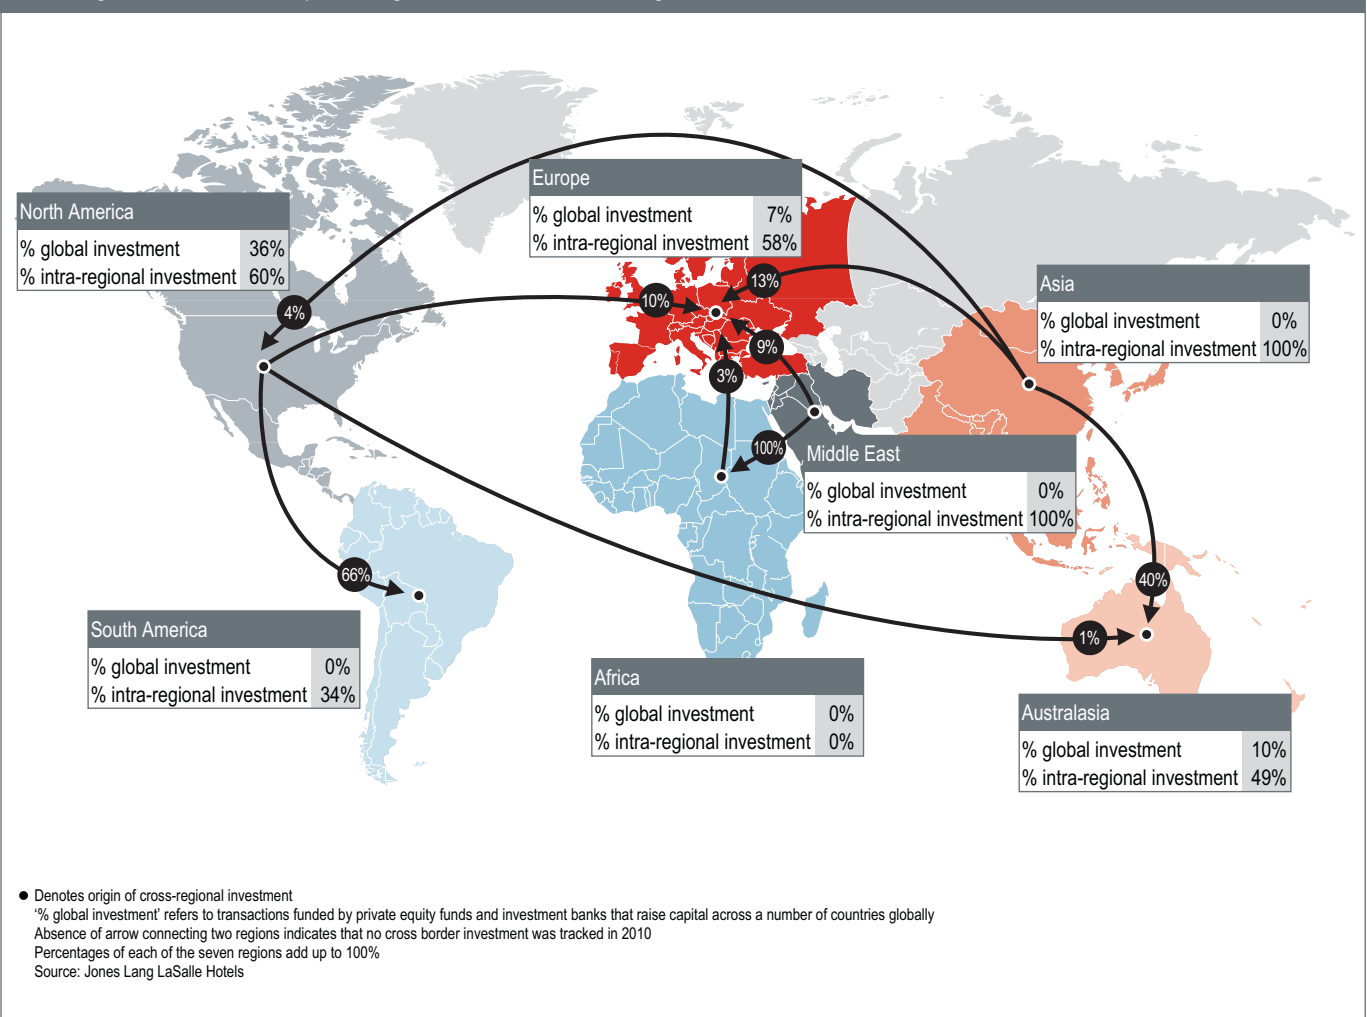 North America
% global investment 36%
% intra-regional investment 60%
Europe
% global investment 7%
% intra-regional investment 58%
Asia
% global investment 0%
% intra-regional investment 100%
Middle East
% global investment 0%
% intra-regional investment 100%
South America
% global investment 0%
% intra-regional investment 34%
Africa
% global investment 0%
% intra-regional investment 0%
Australasia
% global investment 10%
% intra-regional investment 49%
4%
10%
13%
9%
3%
100%
66%
40%
1%
Denotes origin of cross-regional investment
‘% global investment’ refers to transactions funded by private equity funds and investment banks that raise capital across a number of countries globally
Absence of arrow connecting two regions indicates that no cross border investment was tracked in 2010
Percentages of each of the seven regions add up to 100%
Source: Jones Lang LaSalle Hotels